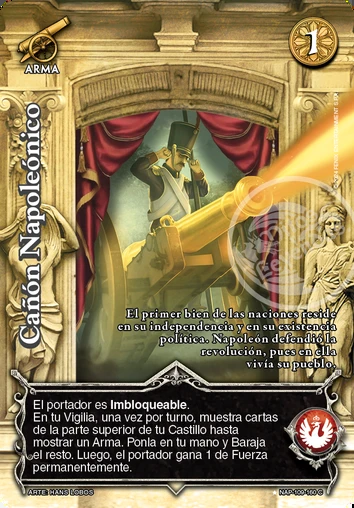 ARMA
1
Cañón Napoleónico
El primer bien de las naciones reside
en su independencia y en su existencia
política. Napoleón defendió la
revolución, pues en ella
vivía su pueblo.
El portador es Imbloqueable.
En tu Vigilia, una vez por turno, muestra cartas
de la parte superior de tu Castillo hasta
mostrar un Arma. Ponla en tu mano y Baraja
el resto. Luego, el portador gana 1 de Fuerza
permanentemente.
ARTE: HANS LOBOS
NAP-109-160 C